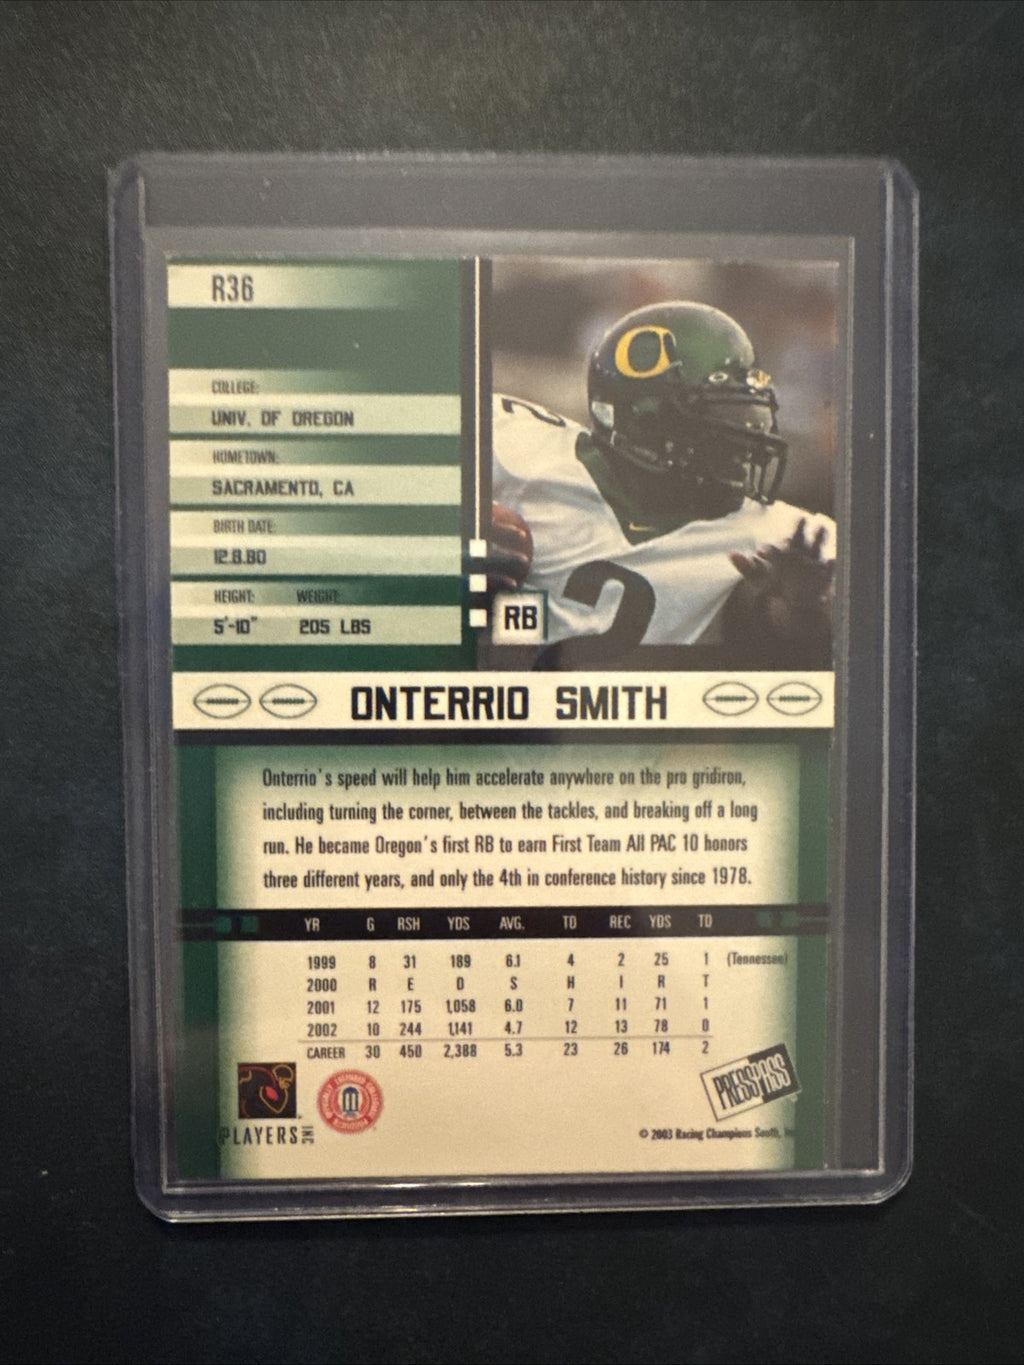 R36
COLLEGE:
UNIV. OF OREGON
HOMETOWN:
SACRAMENTO, CA
BIRTH DATE:
12.8.80
HEIGHT: WEIGHT:
5'-10" 205 LBS
O
2
2
RB
ONTERRIO SMITH
Onterrio's speed will help him accelerate anywhere on the pro gridiron,
including turning the corner, between the tackles, and breaking off a long
run. He became Oregon's first RB to earn First Team All PAC 10 honors
three different years, and only the 4th in conference history since 1978.
YR G RSH YDS AVG. TD REC YDS TD
1999 8 31 189 6.1 4 2 25 1 (Tennessee)
2000 R E D S H I R T
2001 12 175 1,058 6.0 7 11 71 1
2002 10 244 1,141 4.7 12 13 78 0
CAREER 30 450 2,388 5.3 23 26 174 2
PLAYERS INC
PRESS PASS
© 2003 Racing Champions South, In